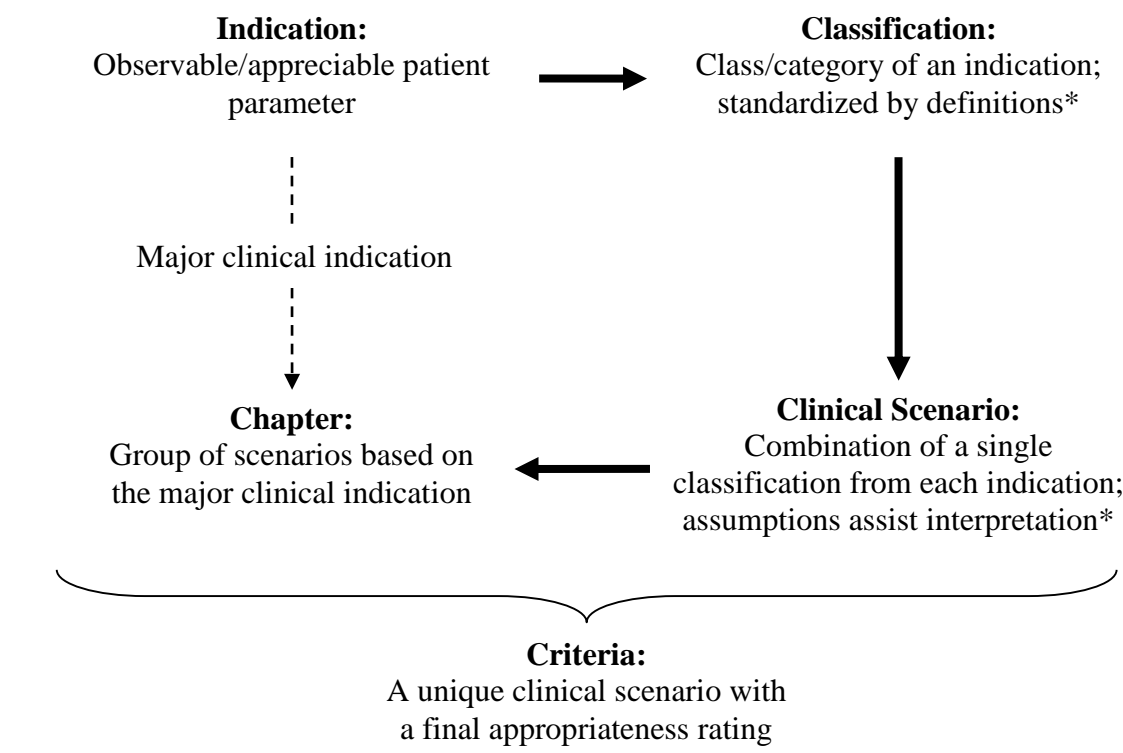 Indication:
Observable/appreciable patient
parameter
Classification:
Class/category of an indication;
standardized by definitions*
Major clinical indication
Chapter:
Group of scenarios based on
the major clinical indication
Clinical Scenario:
Combination of a single
classification from each indication;
assumptions assist interpretation*
Criteria:
A unique clinical scenario with
a final appropriateness rating